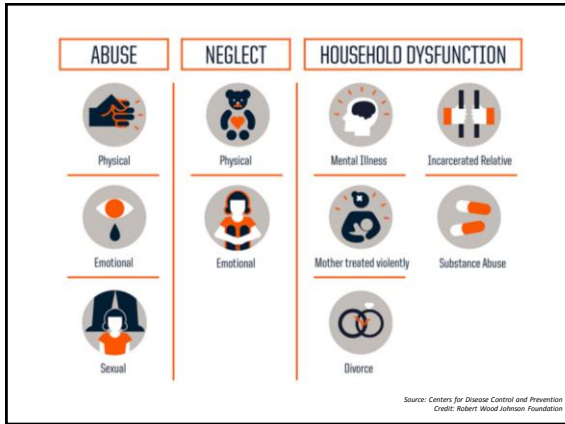 ABUSE
NEGLECT
HOUSEHOLD DYSFUNCTION
Physical
Physical
Mental Illness
Incarcerated Relative
Emotional
Emotional
Mother treated violently
Substance Abuse
Sexual
Divorce
Source: Centers for Disease Control and Prevention
Credit: Robert Wood Johnson Foundation